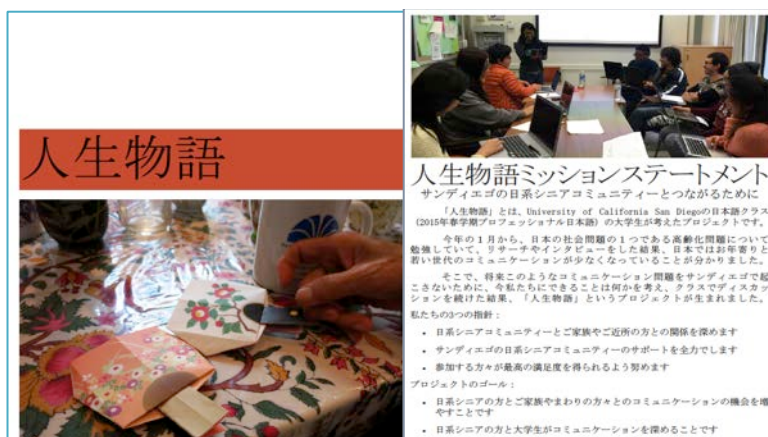 人生物語
人生物語ミッションステートメント
サンディエゴの日系シニアコミュニティーとつながるために
「人生物語」とは、University of California San Diegoの日本語クラス
(2015年春学期プロフェッショナル日本語)の大学生が考えたプロジェクトです。
今年の１月から、日本の社会問題の１つである高齢化問題について
勉強していて、リサーチやインタビューをした結果、日本ではお年寄りと
若い世代のコミュニケーションが少なくなっていることが分かりました。
そこで、将来このようなコミュニケーション問題をサンディエゴで起
こさないために、今私たちにできることは何かを考え、クラスでディスカッ
ションを続けた結果、「人生物語」というプロジェクトが生まれました。
私たちの3つの指針：
• 日系シニアコミュニティーとご家族やご近所の方との関係を深めます
• サンディエゴの日系シニアコミュニティーのサポートを全力でします
• 参加する方々が最高の満足度を得られるよう努めます
プロジェクトのゴール：
• 日系シニアの方とご家族やまわりの方々とのコミュニケーションの機会を増
やすことです
• 日系シニアの方と大学生がコミュニケーションを深めることです